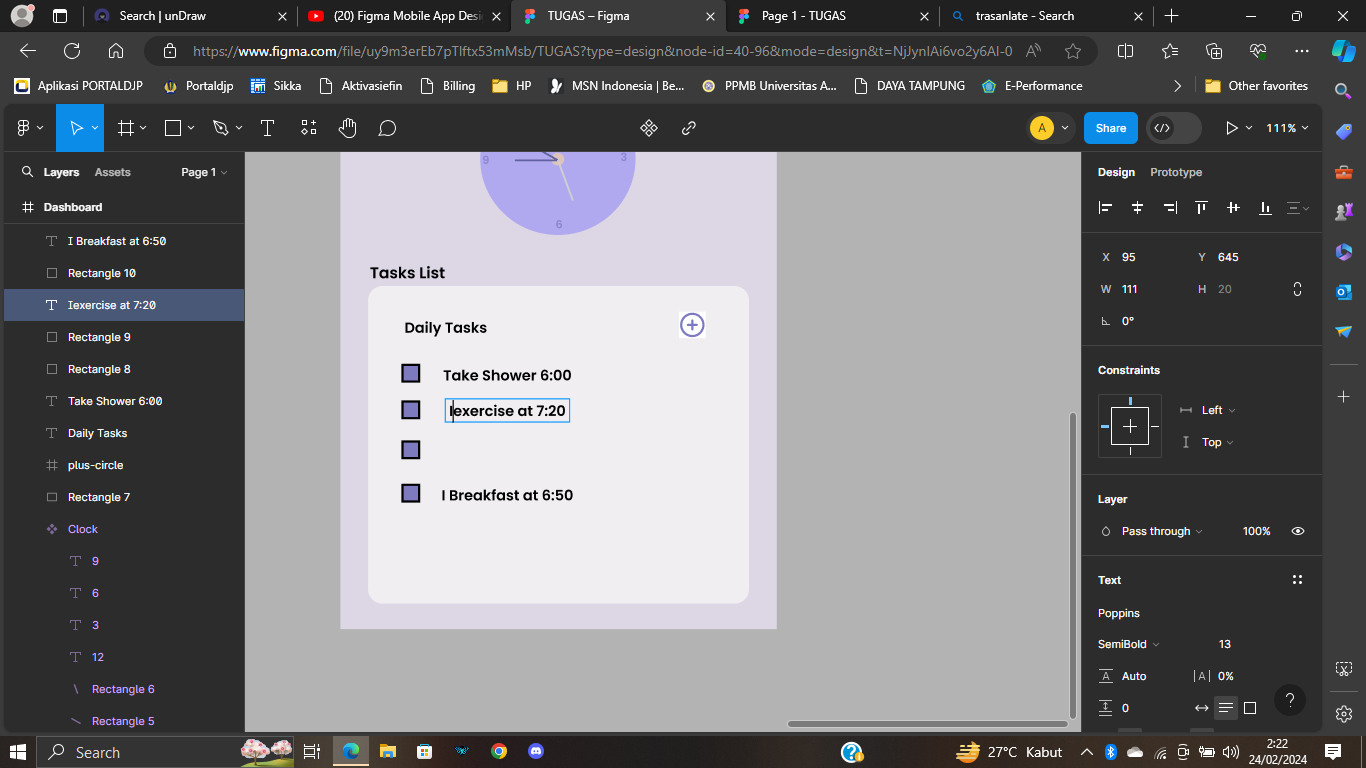 Search | unDraw
(20) Figma Mobile App Des
TUGAS – Figma
Page 1 - TUGAS
trasanlate - Search
https://www.figma.com/file/uy9m3erEb7pTlftx53mMsb/TUGAS?type=design&node-id=40-96&mode=design&t=NjJynIAi6vo2y6AI-0
Aplikasi PORTALDJP
Portaldjp
Sikka
Aktivasiefin
Billing
HP
MSN Indonesia | Be...
PPMB Universitas A...
DAYA TAMPUNG
E-Performance
Other favorites
A
Share
111%
Layers
Assets
Page 1
Dashboard
I Breakfast at 6:50
Rectangle 10
Iexercise at 7:20
Rectangle 9
Rectangle 8
Take Shower 6:00
Daily Tasks
plus-circle
Rectangle 7
Clock
9
6
3
12
Rectangle 6
Rectangle 5
9
3
6
Tasks List
Daily Tasks
Take Shower 6:00
Iexercise at 7:20
I Breakfast at 6:50
Design
Prototype
X 95 Y 645
W 111 H 20
0°
Constraints
Left
Top
Layer
Pass through 100%
Text
Poppins
SemiBold 13
Auto |A| 0%
0
?
Search
27°C Kabut
2:22
24/02/2024